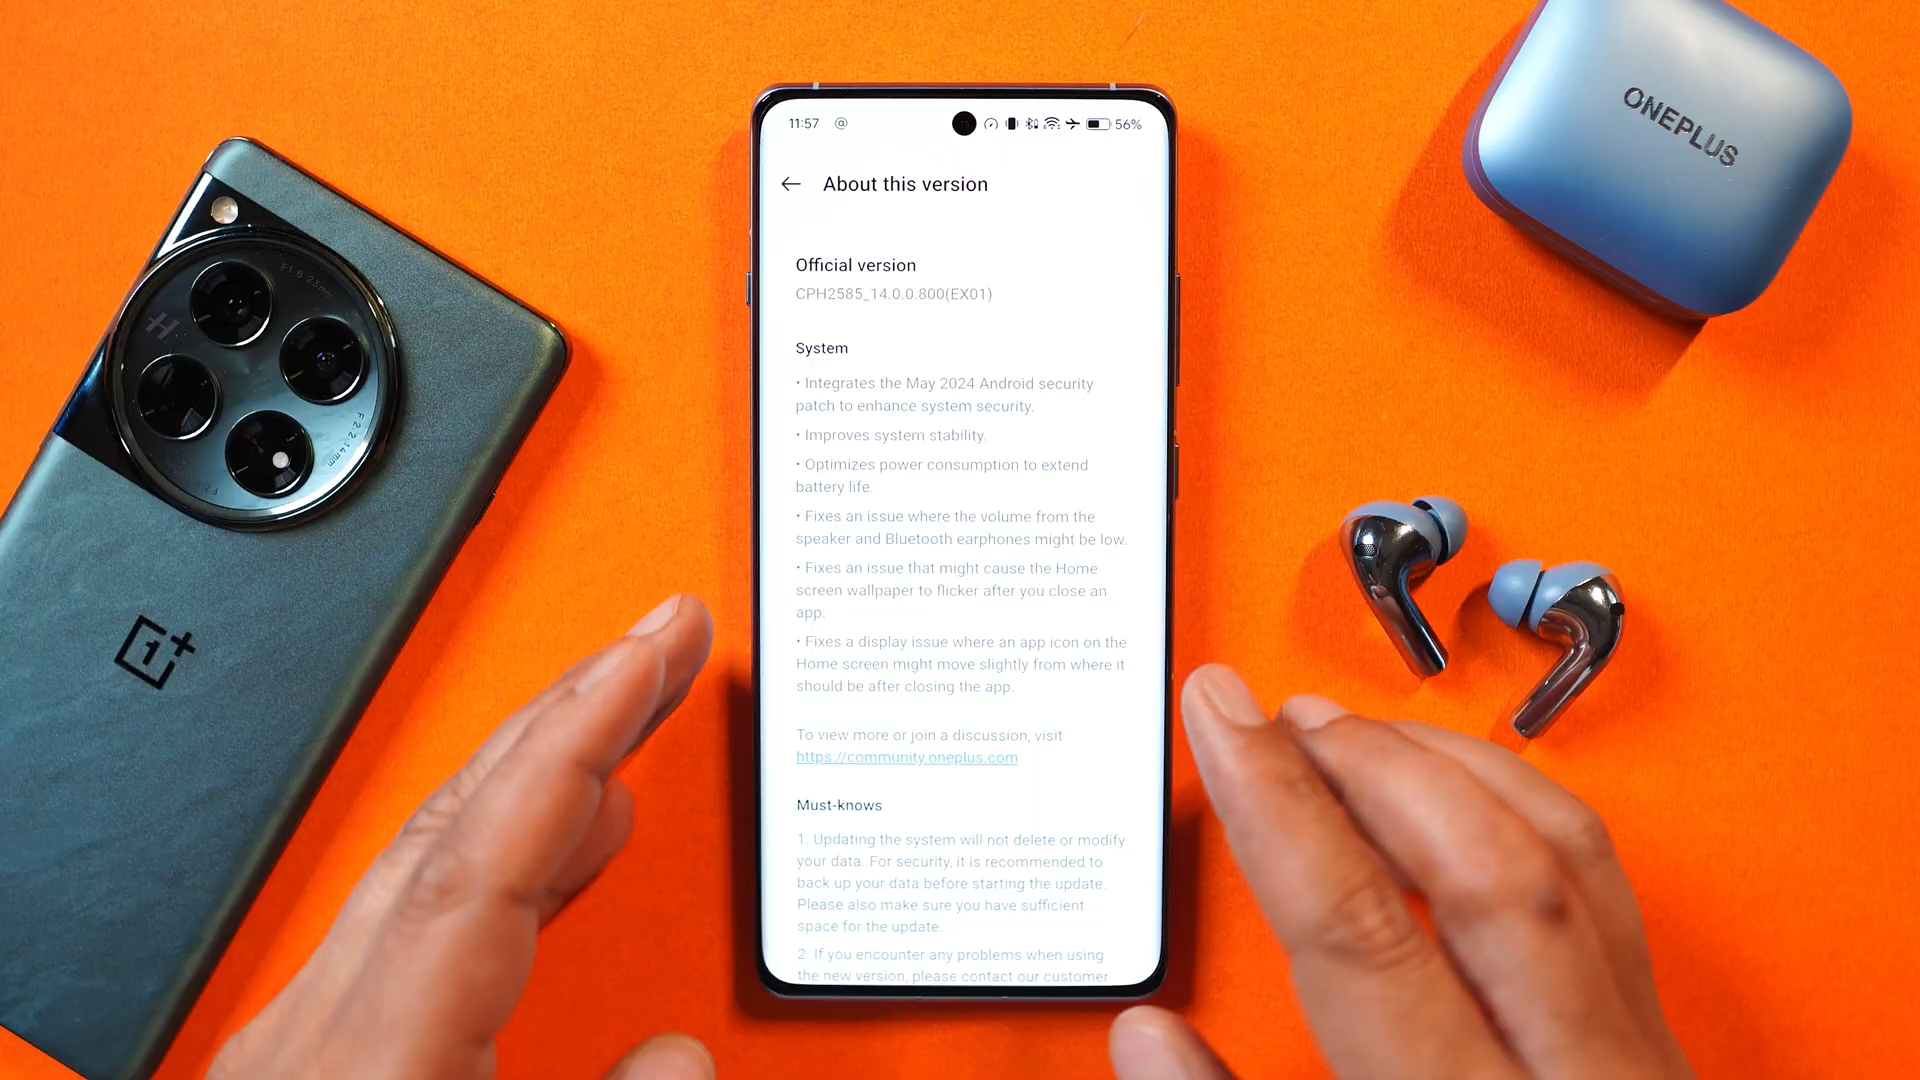 11:57 @ 56%
About this version
Official version
CPH2585_14.0.0.800(EX01)
System
• Integrates the May 2024 Android security
patch to enhance system security.
• Improves system stability.
• Optimizes power consumption to extend
battery life.
• Fixes an issue where the volume from the
speaker and Bluetooth earphones might be low.
• Fixes an issue that might cause the Home
screen wallpaper to flicker after you close an
app.
• Fixes a display issue where an app icon on the
Home screen might move slightly from where it
should be after closing the app.
To view more or join a discussion, visit
https://community.oneplus.com
Must-knows
1. Updating the system will not delete or modify
your data. For security, it is recommended to
back up your data before starting the update.
Please also make sure you have sufficient
space for the update.
2. If you encounter any problems when using
the new version, please contact our customer
ONEPLUS
H
F1.6 23mm
F2.2 14mm
F2.6
1+